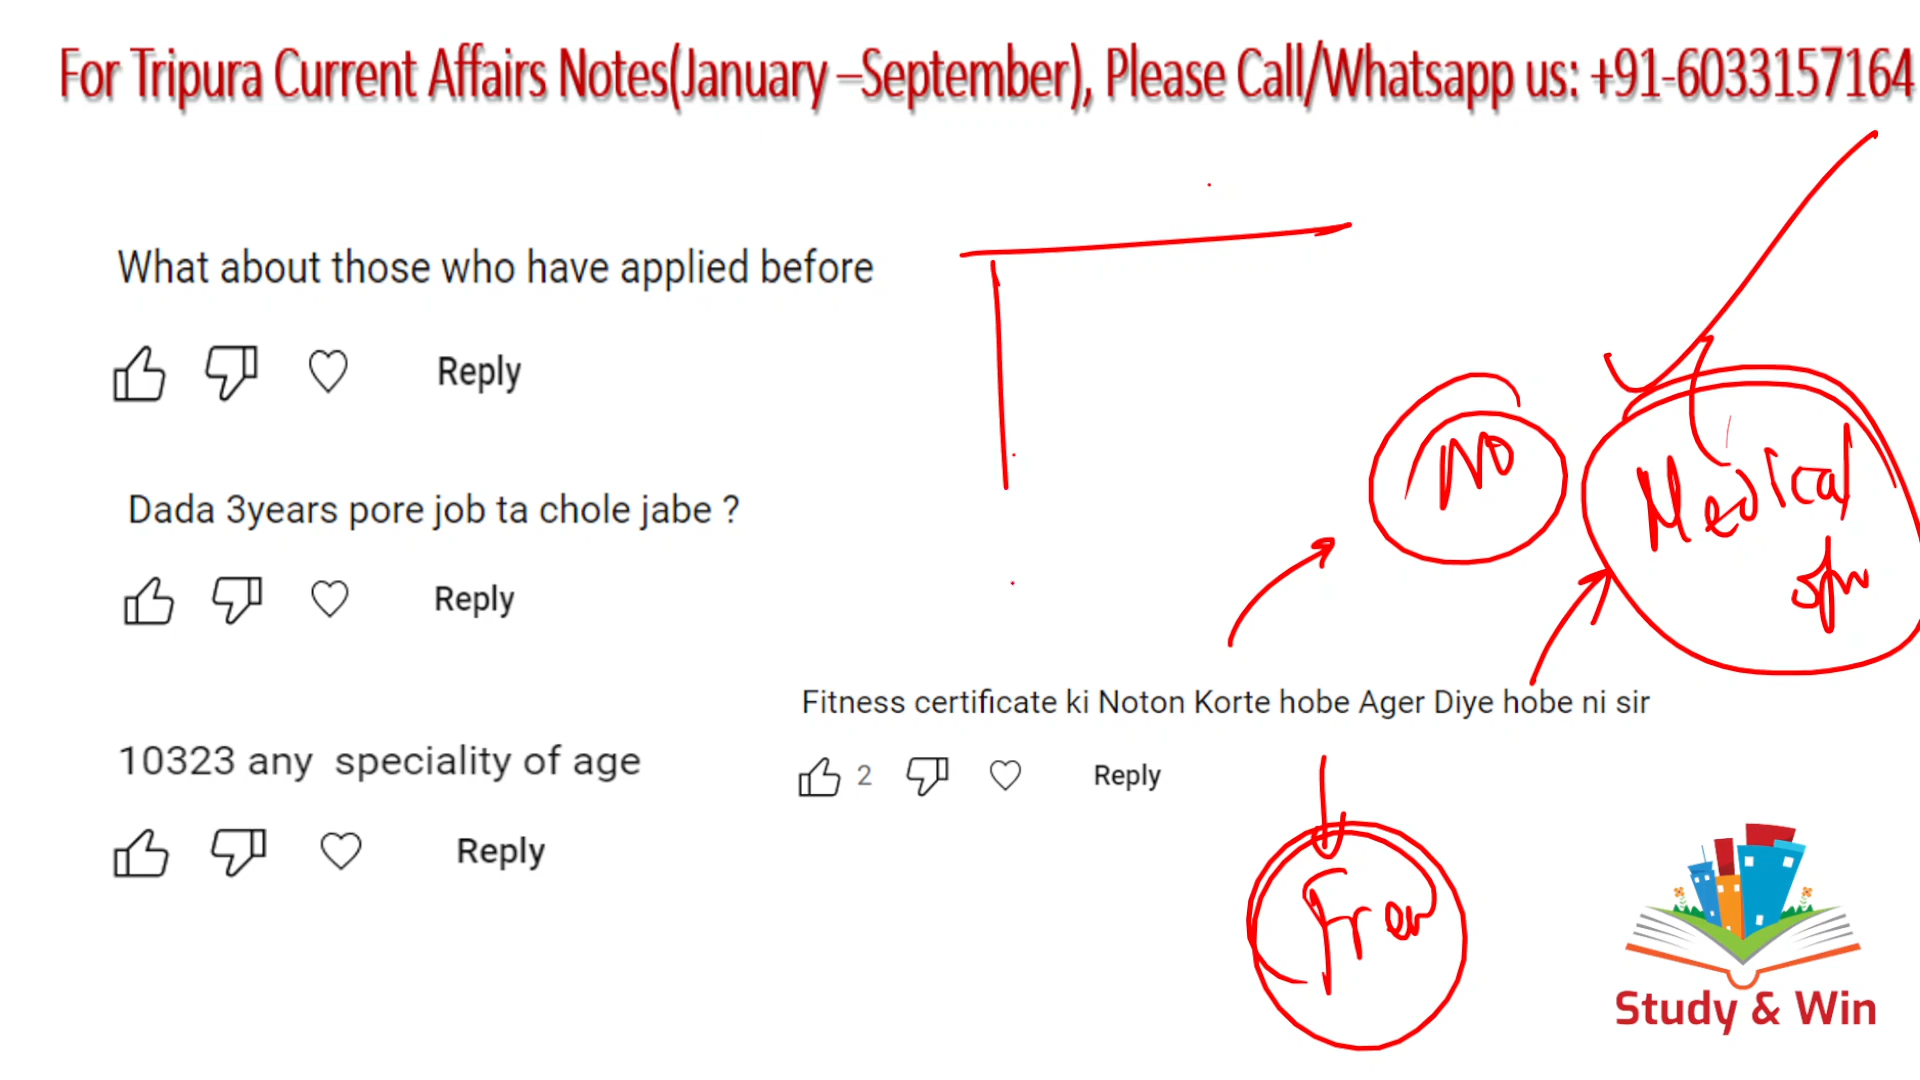 For Tripura Current Affairs Notes(January –September), Please Call/Whatsapp us: +91-6033157164
What about those who have applied before
Reply
Dada 3years pore job ta chole jabe ?
Reply
10323 any speciality of age
Reply
NO
Medical
Fitness certificate ki Noton Korte hobe Ager Diye hobe ni sir
2 Reply
Study & Win